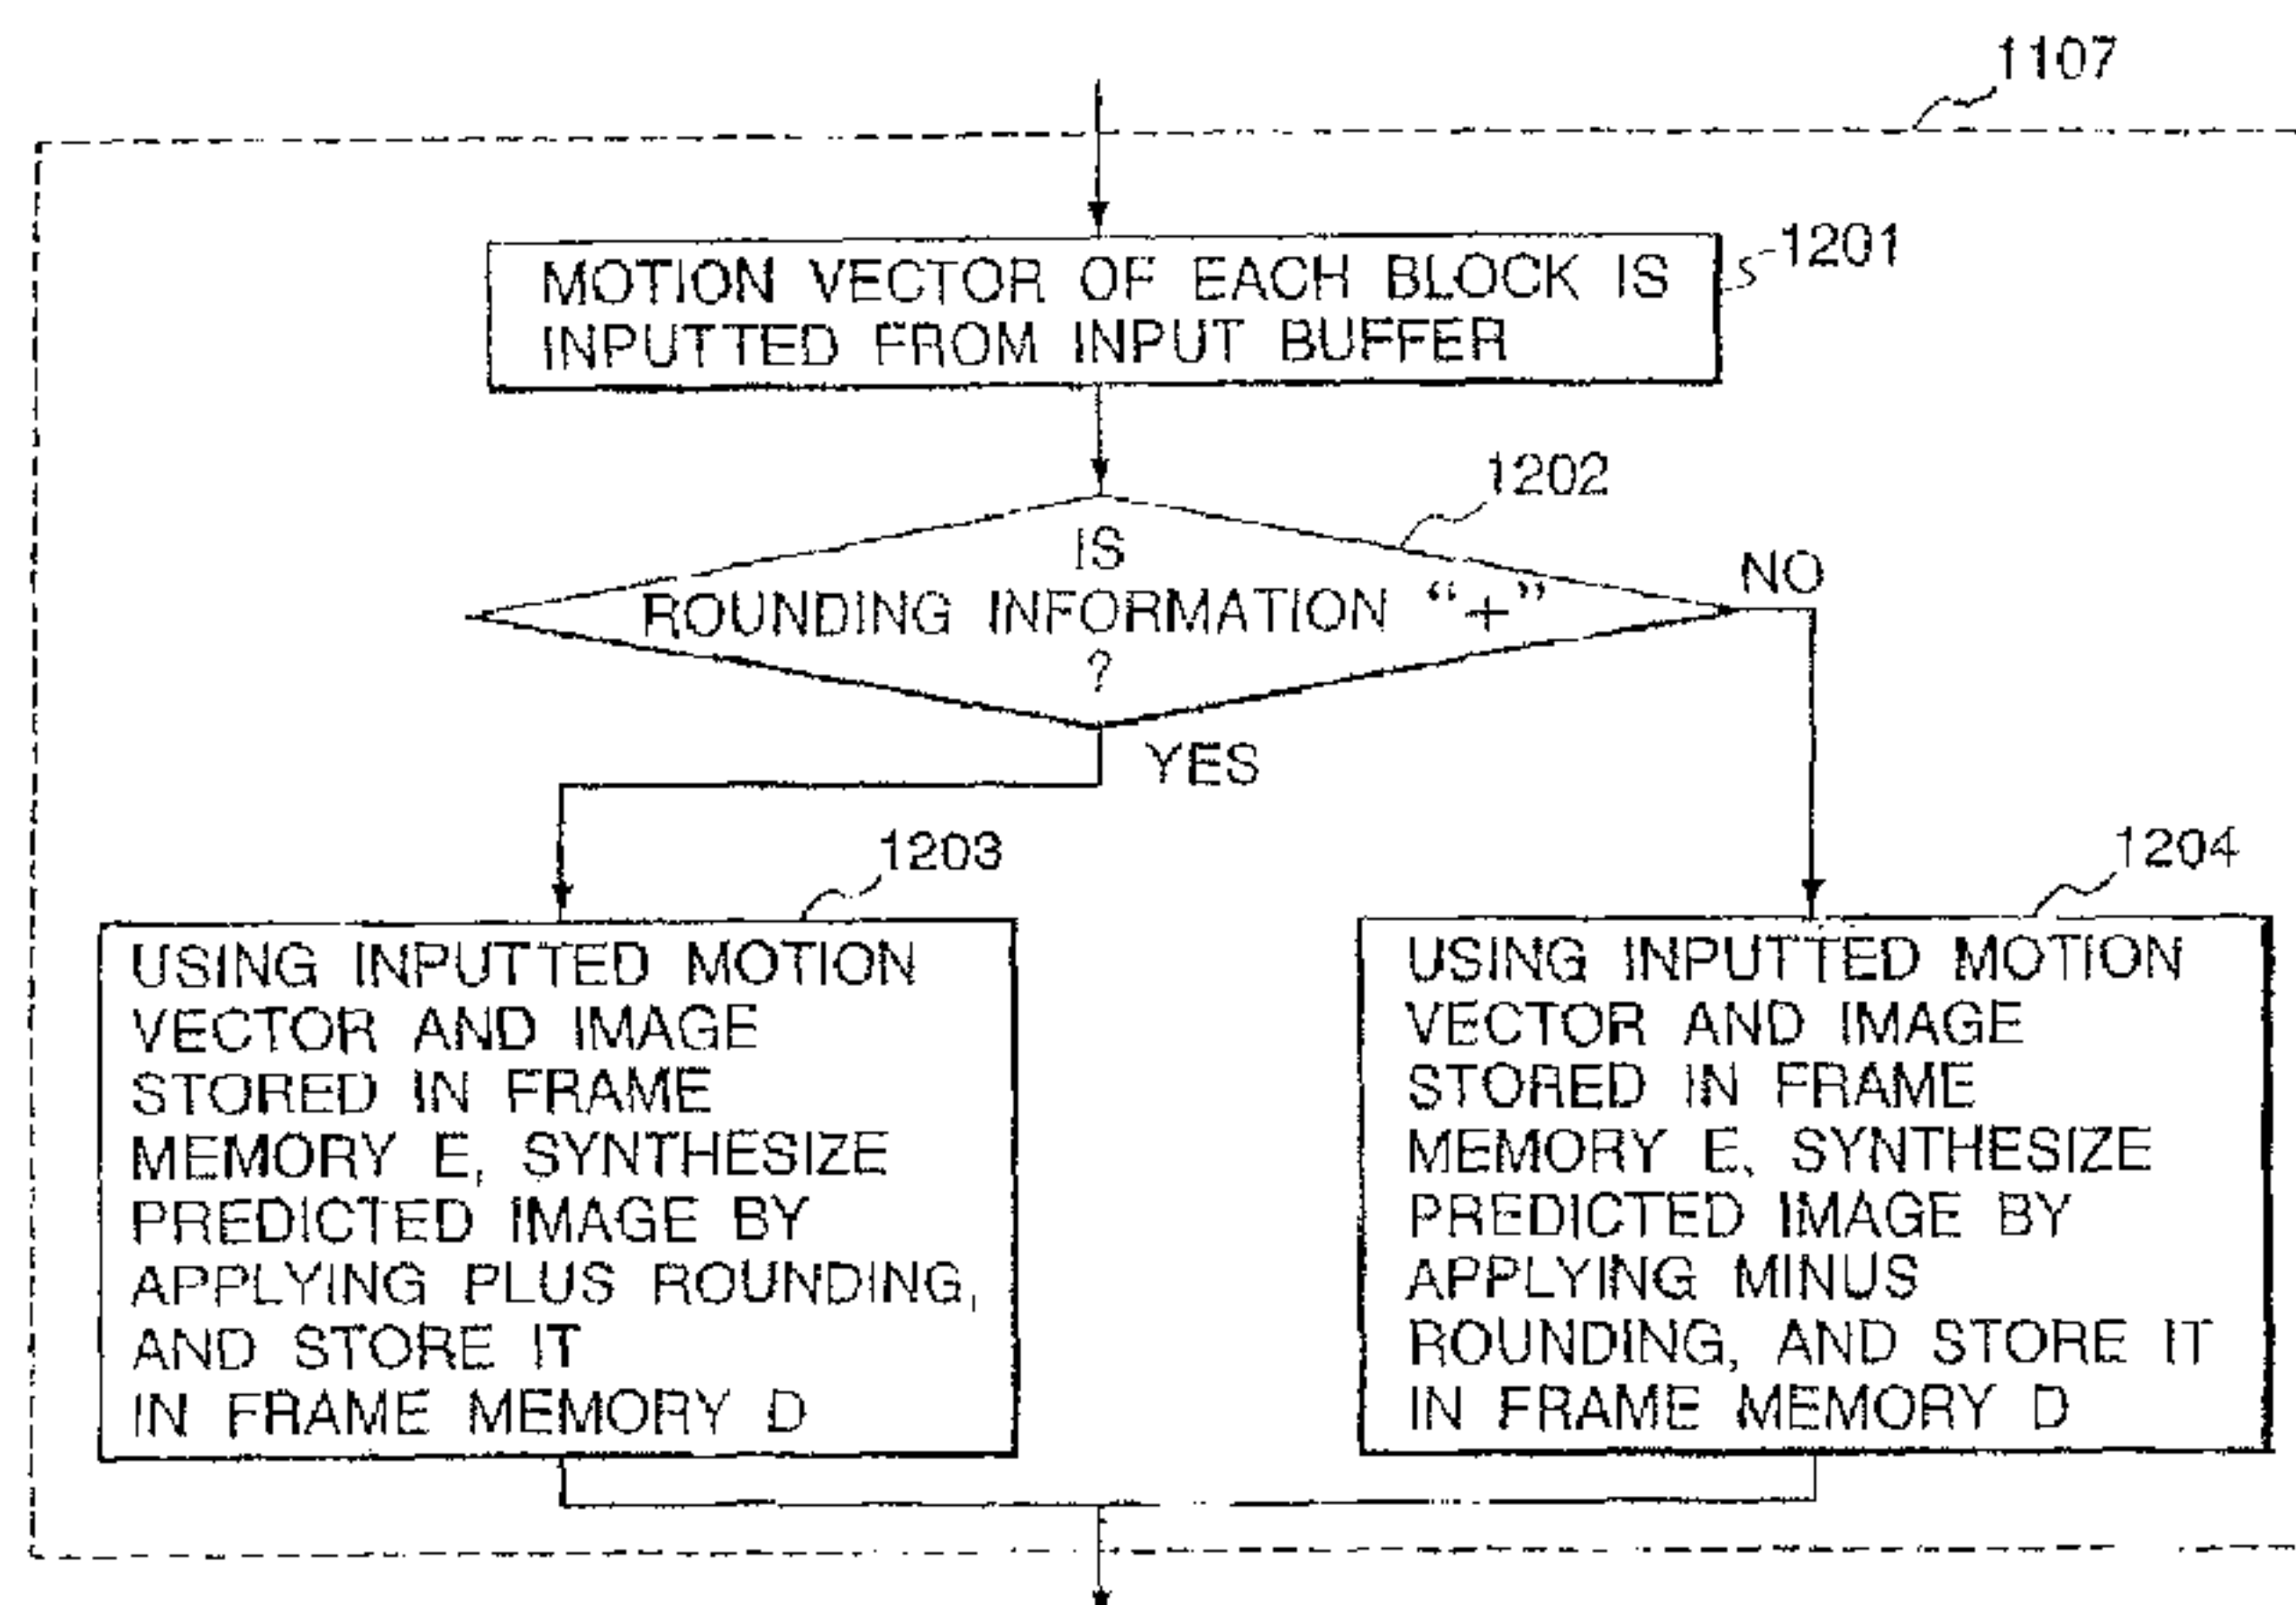 1107
MOTION VECTOR OF EACH BLOCK IS
INPUTTED FROM INPUT BUFFER
1201
1202
IS
ROUNDING INFORMATION “+”
?
NO
YES
1203
USING INPUTTED MOTION
VECTOR AND IMAGE
STORED IN FRAME
MEMORY E, SYNTHESIZE
PREDICTED IMAGE BY
APPLYING PLUS ROUNDING,
AND STORE IT
IN FRAME MEMORY D
1204
USING INPUTTED MOTION
VECTOR AND IMAGE
STORED IN FRAME
MEMORY E, SYNTHESIZE
PREDICTED IMAGE BY
APPLYING MINUS
ROUNDING, AND STORE IT
IN FRAME MEMORY D